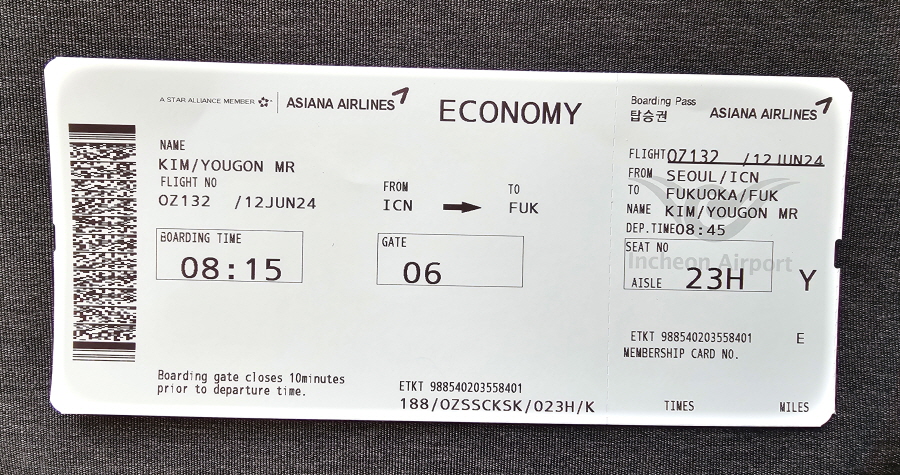 A STAR ALLIANCE MEMBER ASIANA AIRLINES
ECONOMY
NAME
KIM/YOUGON MR
FLIGHT NO
OZ132 /12JUN24
FROM TO
ICN FUK
BOARDING TIME
08:15
GATE
06
Boarding gate closes 10minutes
prior to departure time.
ETKT 988540203558401
188/OZSSCKSK/023H/K
Boarding Pass
탑승권
ASIANA AIRLINES
FLIGHT OZ132 /12JUN24
FROM SEOUL/ICN
TO FUKUOKA/FUK
NAME KIM/YOUGON MR
DEP.TIME08:45
SEAT NO
Incheon Airport
AISLE 23H Y
ETKT 988540203558401 E
MEMBERSHIP CARD NO.
TIMES MILES